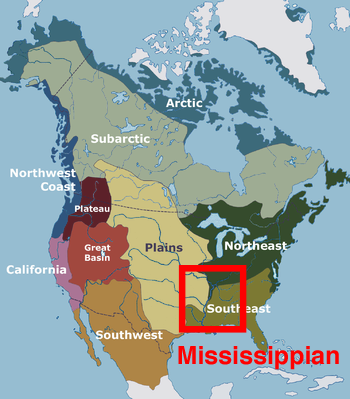 Arctic
Subarctic
Northwest
Coast
Plateau
Great
Basin
Plains
Northeast
California
Southwest
Southeast
Mississippian